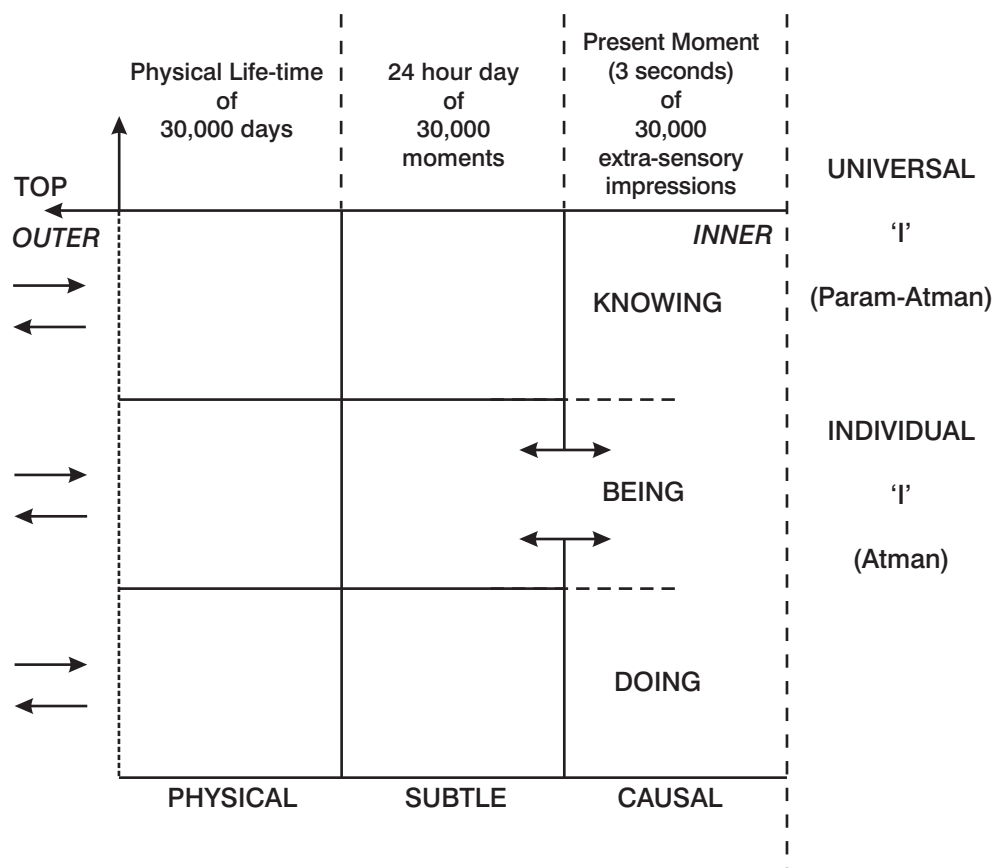 Physical Life-time
of
30,000 days
24 hour day
of
30,000
moments
Present Moment
(3 seconds)
of
30,000
extra-sensory
impressions
TOP
OUTER
INNER
KNOWING
BEING
DOING
PHYSICAL
SUBTLE
CAUSAL
UNIVERSAL
‘I’
(Param-Atman)
INDIVIDUAL
‘I’
(Atman)